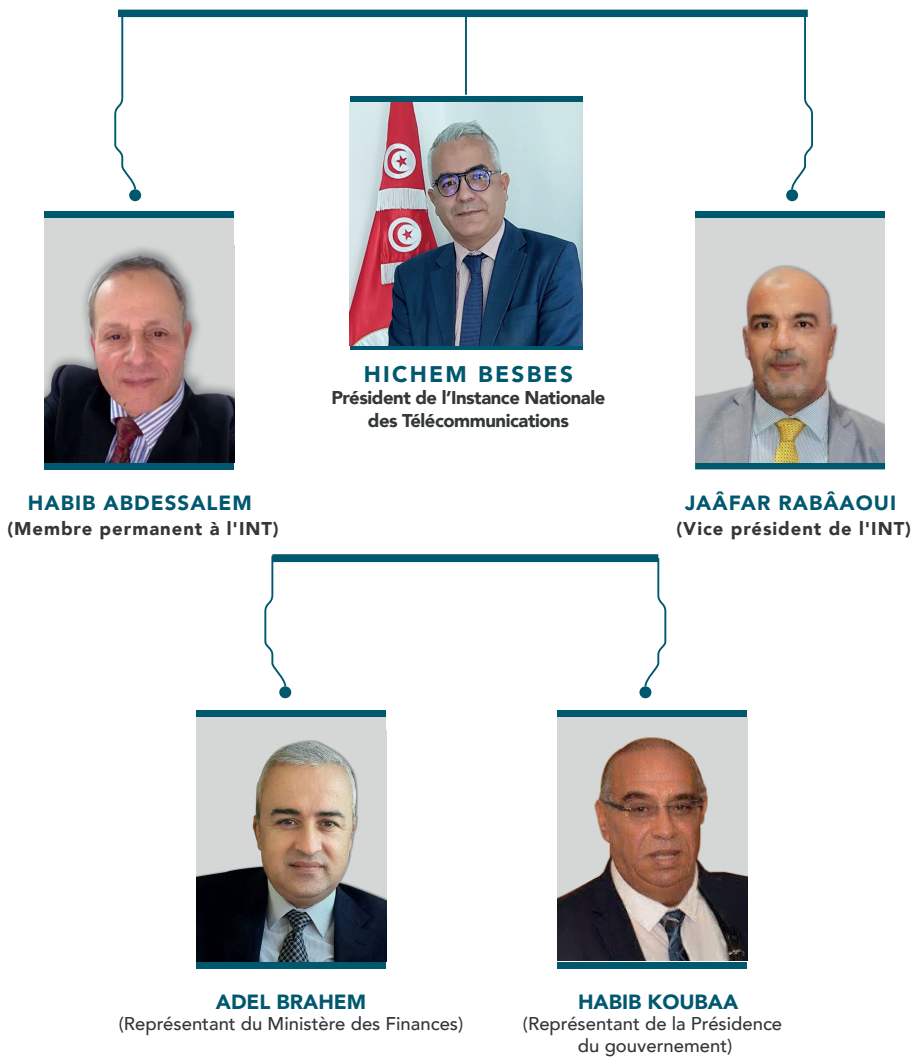 HICHEM BESBES
Président de l'Instance Nationale
des Télécommunications
HABIB ABDESSALEM
(Membre permanent à l'INT)
JAÂFAR RABÂAOUI
(Vice président de l'INT)
ADEL BRAHEM
(Représentant du Ministère des Finances)
HABIB KOUBAA
(Représentant de la Présidence
du gouvernement)